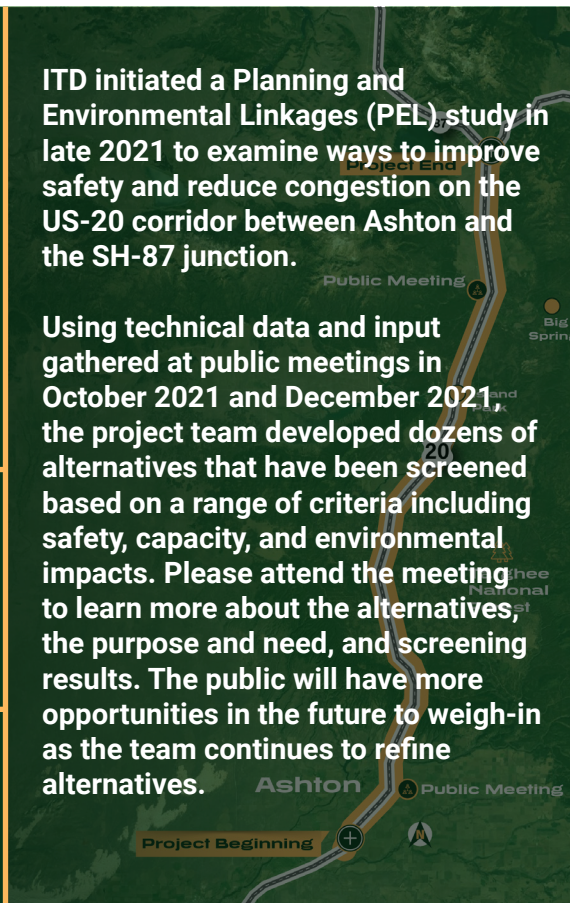 ITD initiated a Planning and
Environmental Linkages (PEL) study in
late 2021 to examine ways to improve
safety and reduce congestion on the
US-20 corridor between Ashton and
the SH-87 junction.
Using technical data and input
gathered at public meetings in
October 2021 and December 2021,
the project team developed dozens of
alternatives that have been screened
based on a range of criteria including
safety, capacity, and environmental
impacts. Please attend the meeting
to learn more about the alternatives,
the purpose and need, and screening
results. The public will have more
opportunities in the future to weigh-in
as the team continues to refine
alternatives.
87
Project End
Public Meeting
Big
20
National
Ashton
Public Meeting
Project Beginning
N